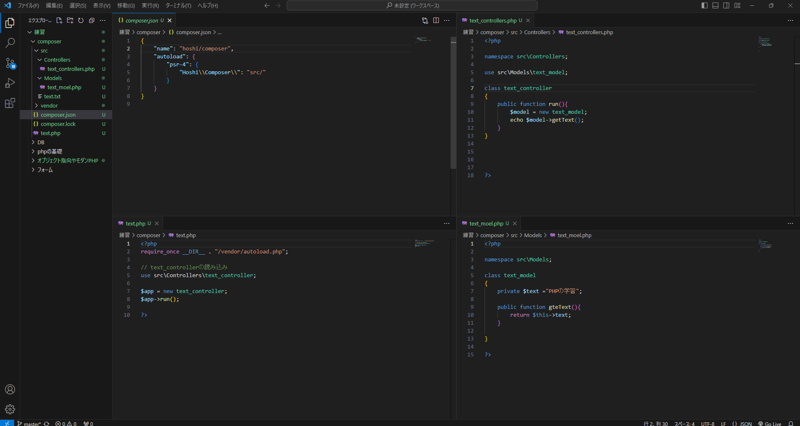 ファイル(F) 編集(E) 選択(S) 表示(V) 移動(G) 実行(R) ターミナル(T) ヘルプ(H)
未設定 (ワークスペース)
エクスプロー...
練習
composer
src
Controllers
text_controllers.php U
Models
text_moel.php U
text.txt U
vendor
composer.json U
composer.lock U
text.php U
DB
phpの基礎
オブジェクト指向やモダンPHP
フォーム
composer.json U
練習 > composer > composer.json > ...
1 {
2 "name": "hoshi/composer",
3 "autoload": {
4 "psr-4": {
5 "Hoshi\\Composer\\": "src/"
6 }
7 }
8 }
9
text_controllers.php U
練習 > composer > src > Controllers > text_controllers.php
1 <?php
2
3 namespace src\Controllers;
4
5 use src\Models\text_model;
6
7 class text_controller
8 {
9 public function run(){
10 $model = new text_model;
11 echo $model->getText();
12 }
13 }
14
15
16
17
18 ?>
text.php U
練習 > composer > text.php
1 <?php
2 require_once __DIR__ . "/vendor/autoload.php";
3
4 // text_controllerの読み込み
5 use src\Controllers\text_controller;
6
7 $app = new text_controller;
8 $app->run();
9
10 ?>
text_moel.php U
練習 > composer > src > Models > text_moel.php
1 <?php
2
3 namespace src\Models;
4
5 class text_model
6 {
7 private $text ="PHPの学習";
8
9 public function gteText(){
10 return $this->text;
11 }
12
13 }
14
15 ?>
master* 0 0 0
行 2、列 30 スペース: 4 UTF-8 LF {} JSON Go Live